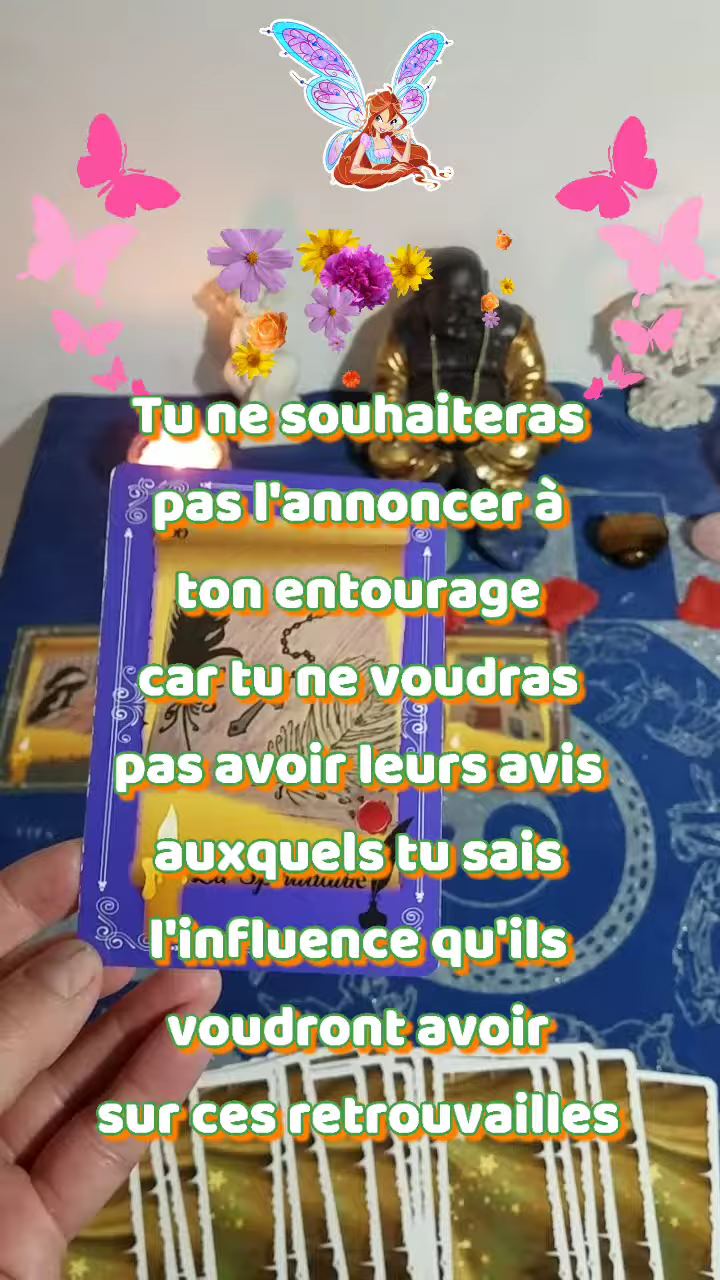 Tu ne souhaiteras
pas l'annoncer à
ton entourage
car tu ne voudras
pas avoir leurs avis
auxquels tu sais
l'influence qu'ils
voudront avoir
sur ces retrouvailles